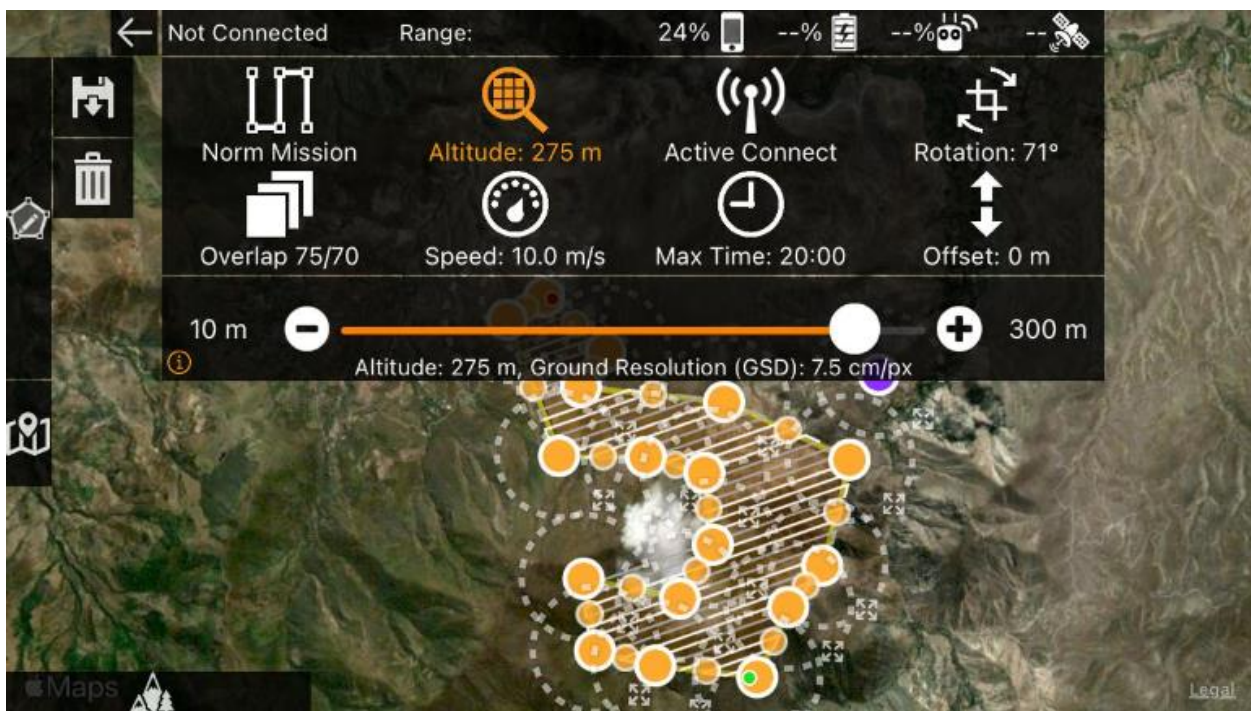 Not Connected Range: 24% --% --% --
Norm Mission Altitude: 275 m Active Connect Rotation: 71°
Overlap 75/70 Speed: 10.0 m/s Max Time: 20:00 Offset: 0 m
10 m 300 m
Altitude: 275 m, Ground Resolution (GSD): 7.5 cm/px
Maps
Legal